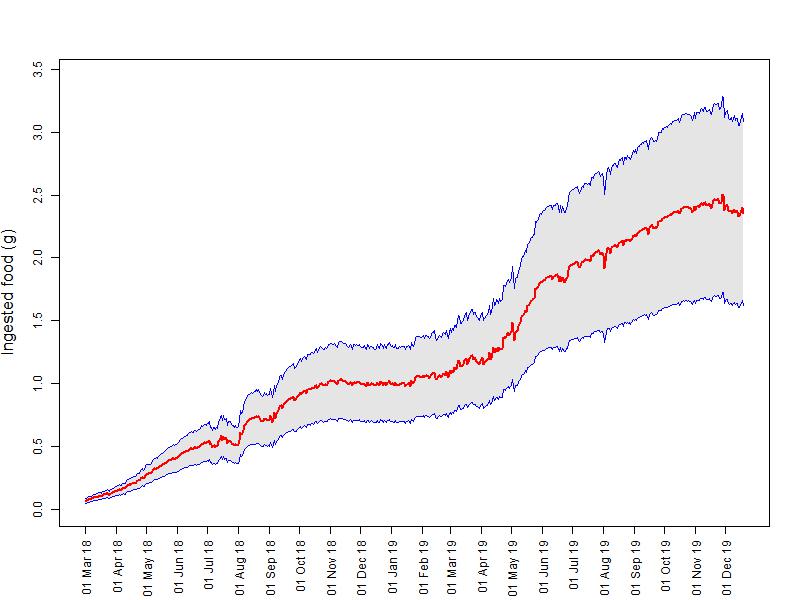 Ingested food (g)
3.5
3.0
2.5
2.0
1.5
1.0
0.5
0.0
01 Mar 18
01 Apr 18
01 May 18
01 Jun 18
01 Jul 18
01 Aug 18
01 Sep 18
01 Oct 18
01 Nov 18
01 Dec 18
01 Jan 19
01 Feb 19
01 Mar 19
01 Apr 19
01 May 19
01 Jun 19
01 Jul 19
01 Aug 19
01 Sep 19
01 Oct 19
01 Nov 19
01 Dec 19